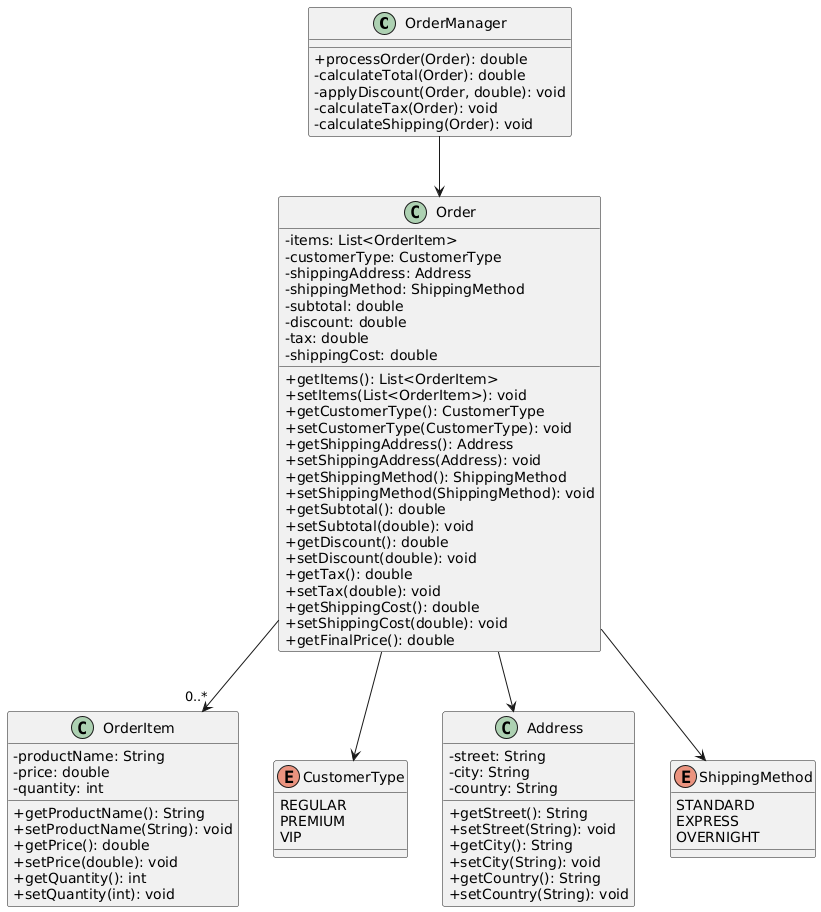 C OrderManager
+processOrder(Order): double
-calculateTotal(Order): double
-applyDiscount(Order, double): void
-calculateTax(Order): void
-calculateShipping(Order): void
C Order
-items: List<OrderItem>
-customerType: CustomerType
-shippingAddress: Address
-shippingMethod: ShippingMethod
-subtotal: double
-discount: double
-tax: double
-shippingCost: double
+getItems(): List<OrderItem>
+setItems(List<OrderItem>): void
+getCustomerType(): CustomerType
+setCustomerType(CustomerType): void
+getShippingAddress(): Address
+setShippingAddress(Address): void
+getShippingMethod(): ShippingMethod
+setShippingMethod(ShippingMethod): void
+getSubtotal(): double
+setSubtotal(double): void
+getDiscount(): double
+setDiscount(double): void
+getTax(): double
+setTax(double): void
+getShippingCost(): double
+setShippingCost(double): void
+getFinalPrice(): double
0..*
C OrderItem
-productName: String
-price: double
-quantity: int
+getProductName(): String
+setProductName(String): void
+getPrice(): double
+setPrice(double): void
+getQuantity(): int
+setQuantity(int): void
E CustomerType
REGULAR
PREMIUM
VIP
C Address
-street: String
-city: String
-country: String
+getStreet(): String
+setStreet(String): void
+getCity(): String
+setCity(String): void
+getCountry(): String
+setCountry(String): void
E ShippingMethod
STANDARD
EXPRESS
OVERNIGHT